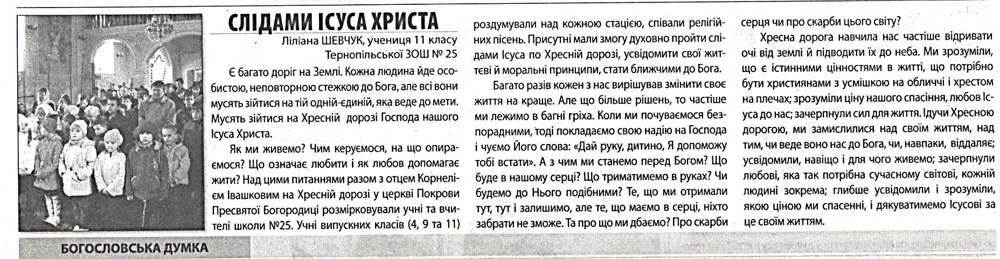 СЛІДАМИ ІСУСА ХРИСТА
Ліліана ШЕВЧУК, учениця 11 класу
Тернопільської ЗОШ № 25
Є багато доріг на Землі. Кожна людина йде осо-
бистою, неповторною стежкою до Бога, але всі вони
мусять зійтися на тій одній-єдиній, яка веде до мети.
Мусять зійтися на Хресній дорозі Господа нашого
Ісуса Христа.
Як ми живемо? Чим керуємося, на що опира-
ємося? Що означає любити і як любов допомагає
жити? Над цими питаннями разом з отцем Корнелі-
єм Івашковим на Хресній дорозі у церкві Покрови
Пресвятої Богородиці розмірковували учні та вчи-
телі школи №25. Учні випускних класів (4, 9 та 11)
роздумували над кожною стацією, співали релігій-
них пісень. Присутні мали змогу духовно пройти слі-
дами Ісуса по Хресній дорозі, усвідомити свої жит-
тєві й моральні принципи, стати ближчими до Бога.
Багато разів кожен з нас вирішував змінити своє
життя на краще. Але що більше рішень, то частіше
ми лежимо в багні гріха. Коли ми почуваємося без-
порадними, тоді покладаємо свою надію на Господа
і чуємо Його слова: «Дай руку, дитино, Я допоможу
тобі встати». А з чим ми станемо перед Богом? Що
буде в нашому серці? Що триматимемо в руках? Чи
будемо до Нього подібними? Те, що ми отримали
тут, тут і залишимо, але те, що маємо в серці, ніхто
забрати не зможе. Та про що ми дбаємо? Про скарби
серця чи про скарби цього світу?
Хресна дорога навчила нас частіше відривати
очі від землі й підводити їх до неба. Ми зрозуміли,
що є істинними цінностями в житті, що потрібно
бути християнами з усмішкою на обличчі і хрестом
на плечах; зрозуміли ціну нашого спасіння, любов Іс-
уса до нас; зачерпнули сил для життя. Ідучи Хресною
дорогою, ми замислилися над своїм життям, над
тим, чи веде воно нас до Бога, чи, навпаки, віддаляє;
усвідомили, навіщо і для чого живемо; зачерпнули
любові, яка так потрібна сучасному світові, кожній
людині зокрема; глибше усвідомили і зрозуміли,
якою ціною ми спасенні, і дякуватимемо Ісусові за
це своїм життям.
БОГОСЛОВСЬКА ДУМКА